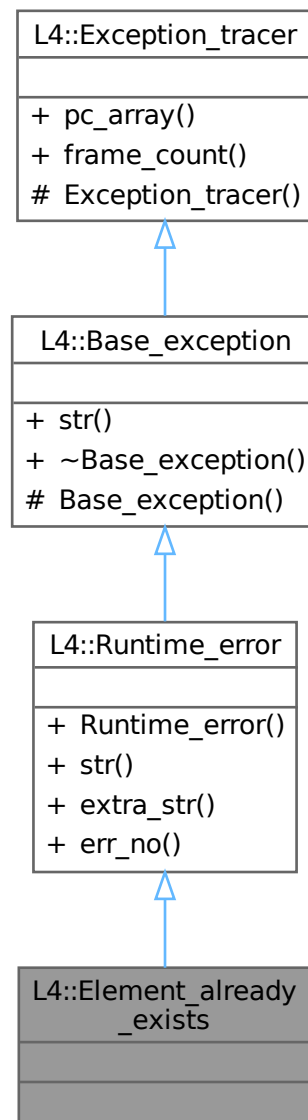 L4::Exception_tracer
+ pc_array()
+ frame_count()
# Exception_tracer()
L4::Base_exception
+ str()
+ ~Base_exception()
# Base_exception()
L4::Runtime_error
+ Runtime_error()
+ str()
+ extra_str()
+ err_no()
L4::Element_already
_exists